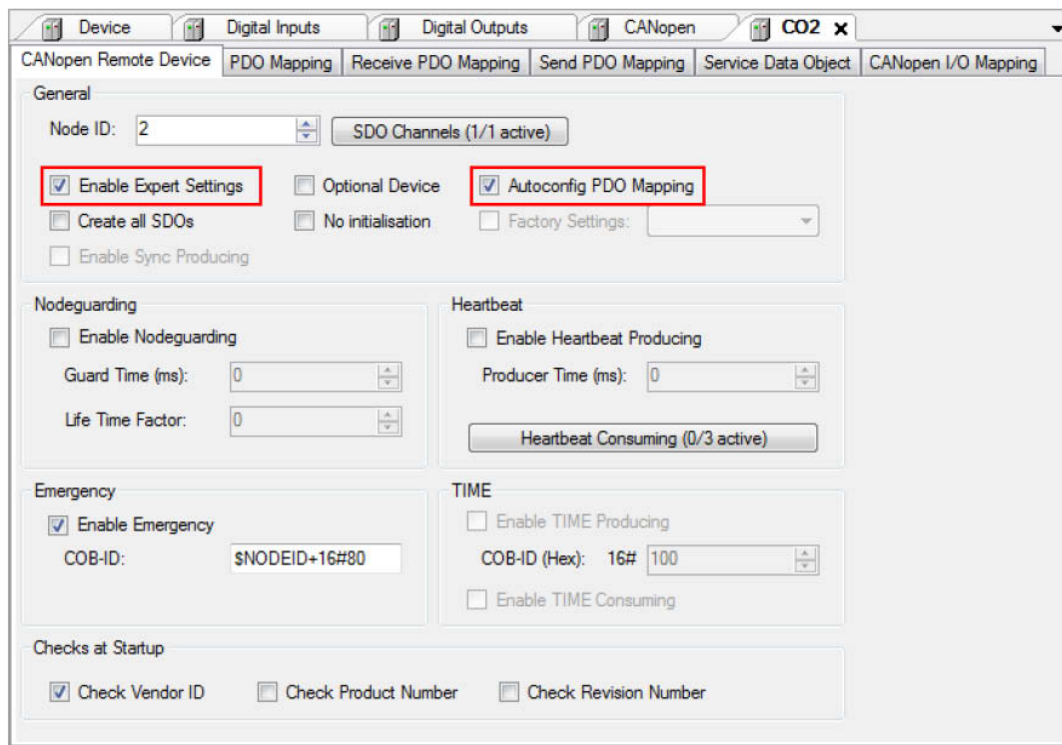 Device Digital Inputs Digital Outputs CANopen CO2 x
CANopen Remote Device PDO Mapping Receive PDO Mapping Send PDO Mapping Service Data Object CANopen I/O Mapping
General
Node ID: 2 SDO Channels (1/1 active)
Enable Expert Settings Optional Device Autoconfig PDO Mapping
Create all SDOs No initialisation Factory Settings:
Enable Sync Producing
Nodeguarding Heartbeat
Enable Nodeguarding Enable Heartbeat Producing
Guard Time (ms): 0 Producer Time (ms): 0
Life Time Factor: 0
Heartbeat Consuming (0/3 active)
Emergency TIME
Enable Emergency Enable TIME Producing
COB-ID: $NODEID+16#80 COB-ID (Hex): 16# 100
Enable TIME Consuming
Checks at Startup
Check Vendor ID Check Product Number Check Revision Number